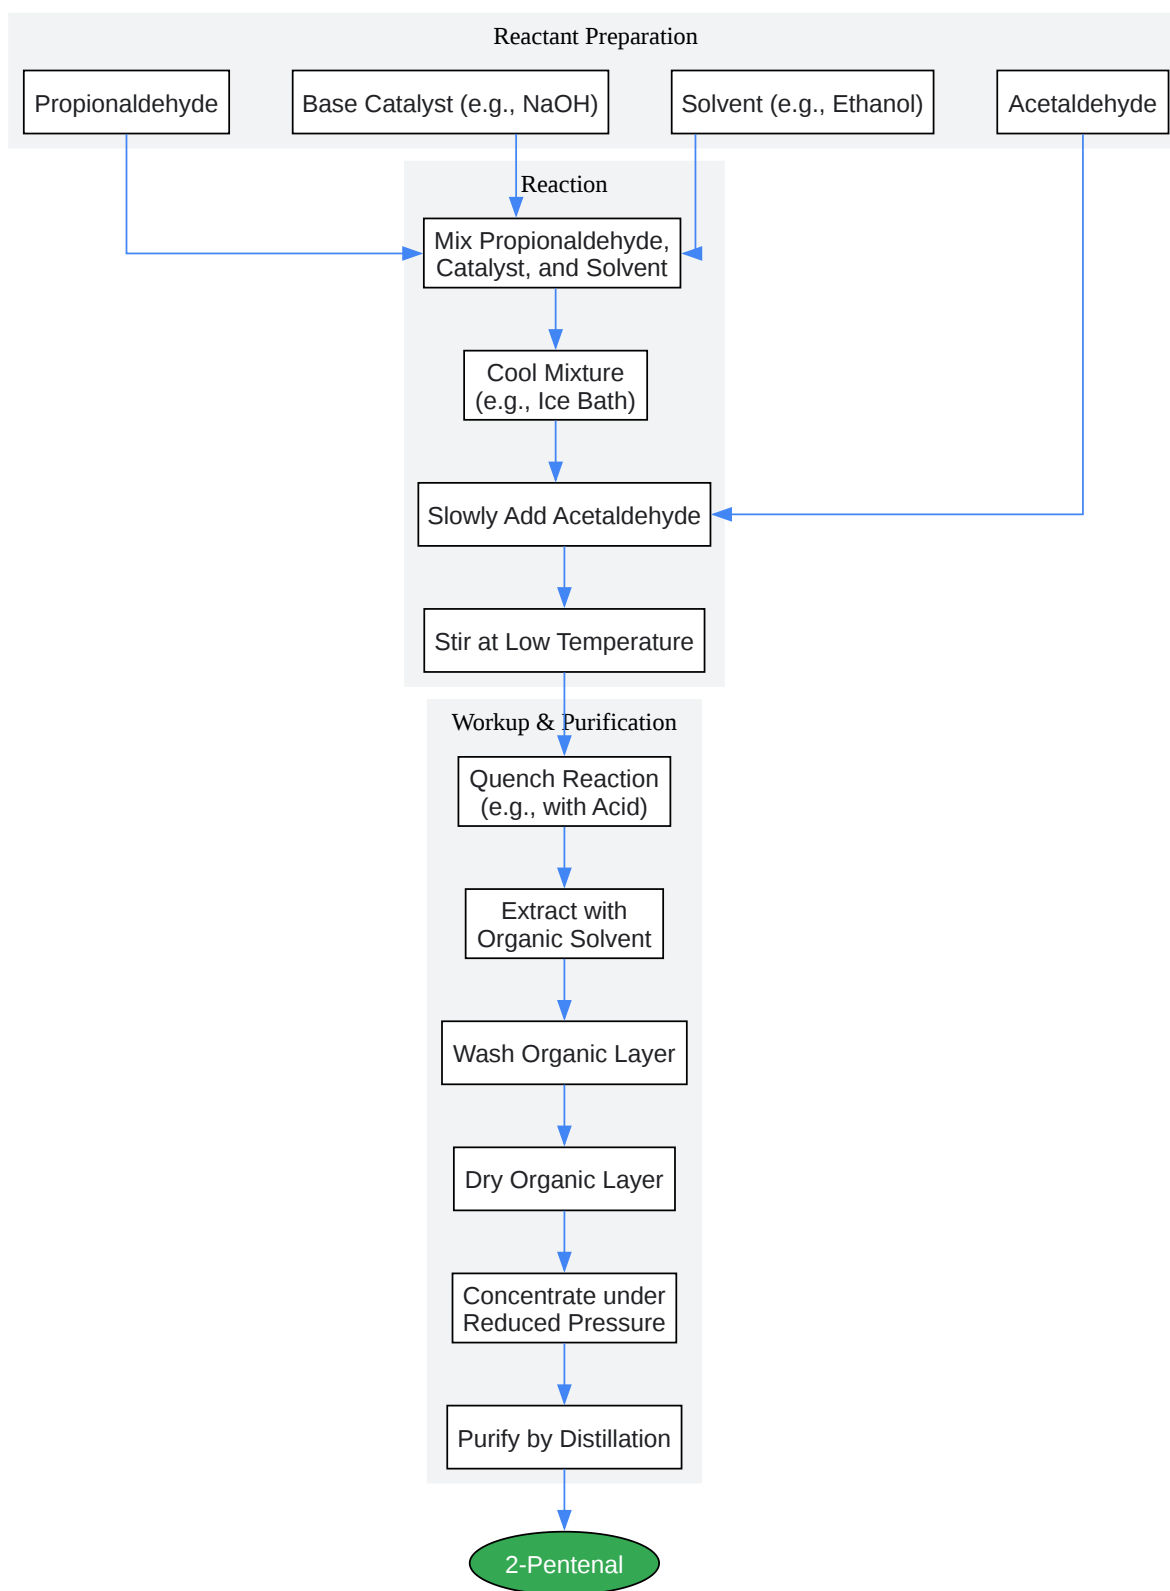 Reactant Preparation
Propionaldehyde
Base Catalyst (e.g., NaOH)
Solvent (e.g., Ethanol)
Acetaldehyde
Reaction
Mix Propionaldehyde,
Catalyst, and Solvent
Cool Mixture
(e.g., Ice Bath)
Slowly Add Acetaldehyde
Stir at Low Temperature
Workup & Purification
Quench Reaction
(e.g., with Acid)
Extract with
Organic Solvent
Wash Organic Layer
Dry Organic Layer
Concentrate under
Reduced Pressure
Purify by Distillation
2-Pentenal